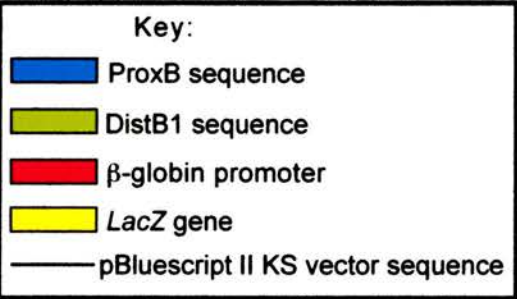 Key:
ProxB sequence
DistB1 sequence
β-globin promoter
LacZ gene
pBluescript II KS vector sequence